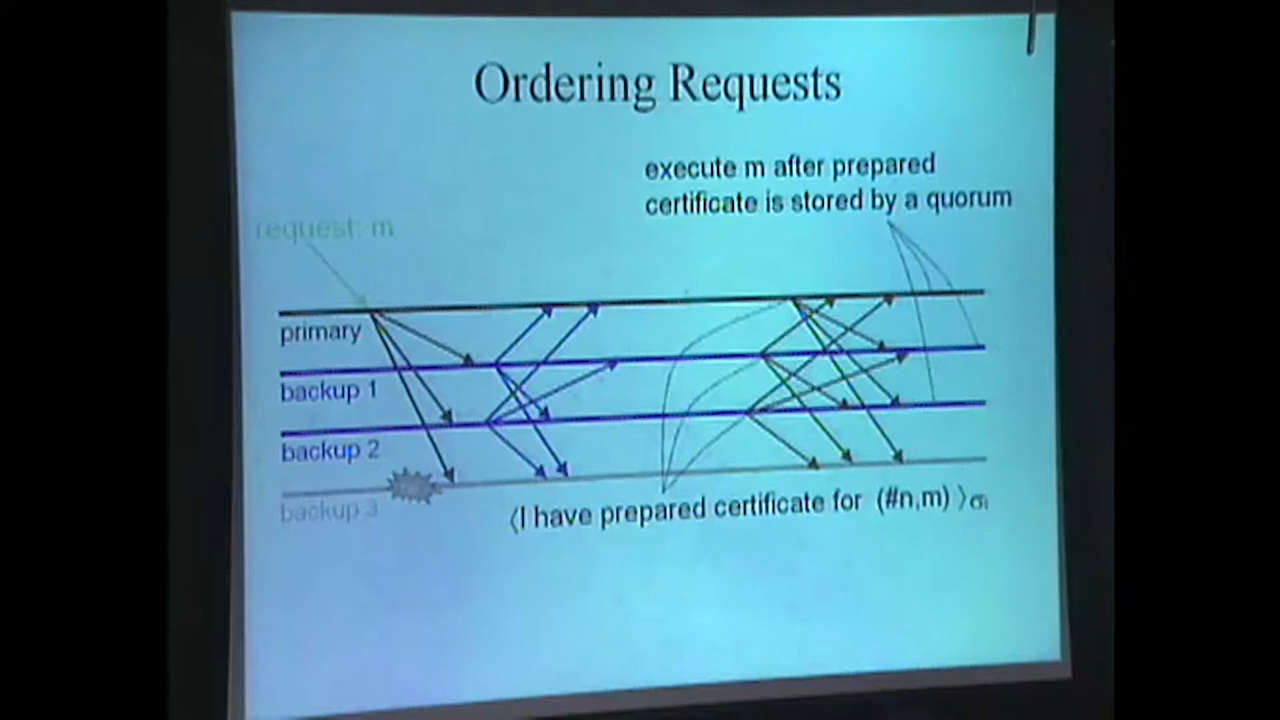 Ordering Requests
execute m after prepared
certificate is stored by a quorum
request: m
primary
backup 1
backup 2
backup 3
⟨I have prepared certificate for (#n,m) ⟩σi